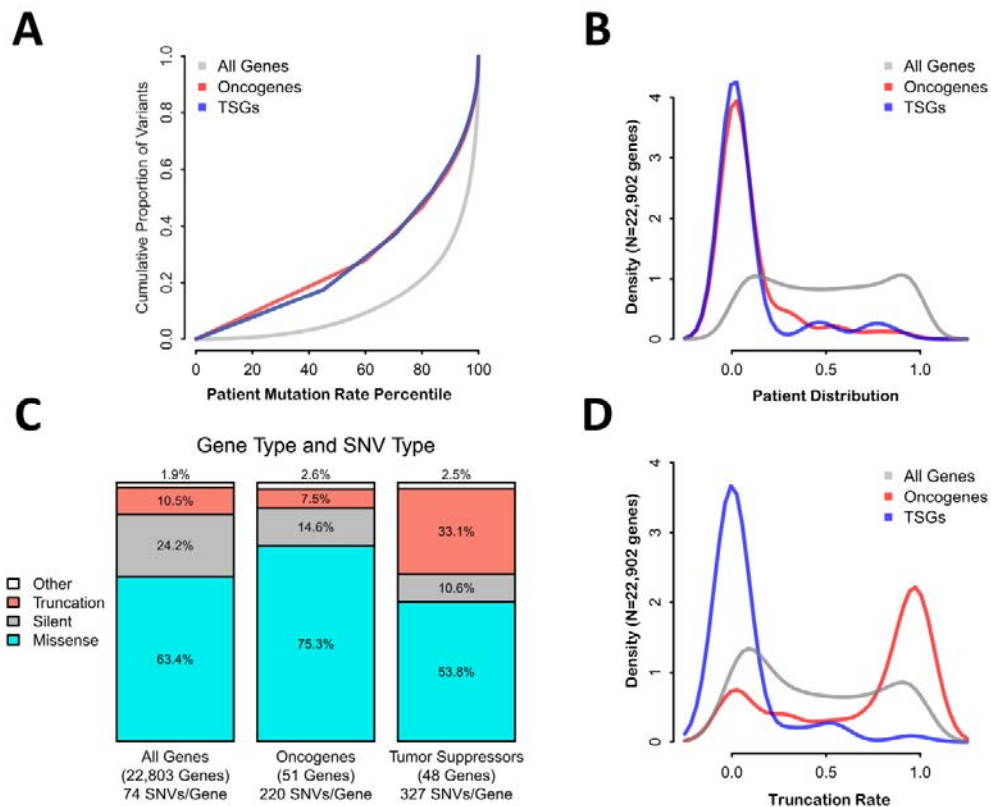 A
All Genes
Oncogenes
TSGs
Cumulative Proportion of Variants
0.0 0.2 0.4 0.6 0.8 1.0
0 20 40 60 80 100
Patient Mutation Rate Percentile
B
All Genes
Oncogenes
TSGs
Density (N=22,902 genes)
0 1 2 3 4
0.0 0.5 1.0
Patient Distribution
C
Gene Type and SNV Type
1.9% 2.6% 2.5%
10.5% 7.5% 33.1%
24.2% 14.6% 10.6%
63.4% 75.3% 53.8%
Other
Truncation
Silent
Missense
All Genes
(22,803 Genes)
74 SNVs/Gene
Oncogenes
(51 Genes)
220 SNVs/Gene
Tumor Suppressors
(48 Genes)
327 SNVs/Gene
D
All Genes
Oncogenes
TSGs
Density (N=22,902 genes)
0 1 2 3 4
0.0 0.5 1.0
Truncation Rate